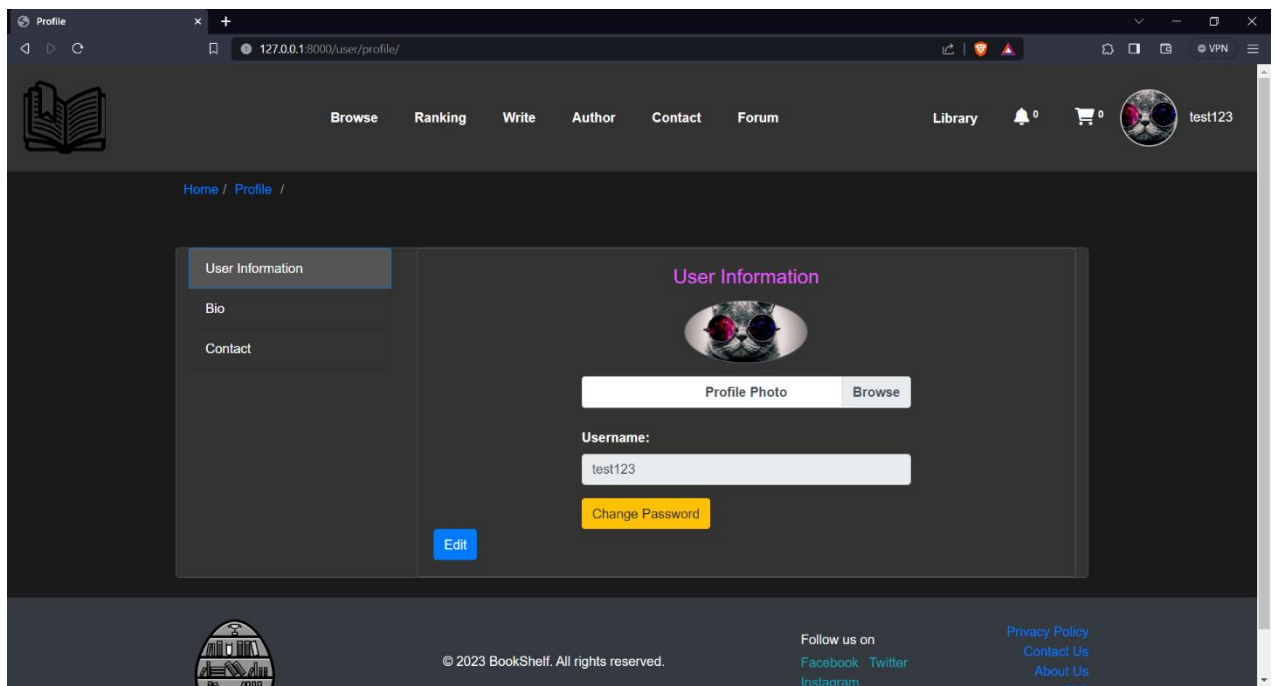 Profile
127.0.0.1:8000/user/profile/
VPN
Browse Ranking Write Author Contact Forum Library 0 0 test123
Home / Profile /
User Information
Bio
Contact
User Information
Profile Photo Browse
Username:
test123
Change Password
Edit
© 2023 BookShelf. All rights reserved.
Follow us on
Facebook Twitter
Instagram
Privacy Policy
Contact Us
About Us